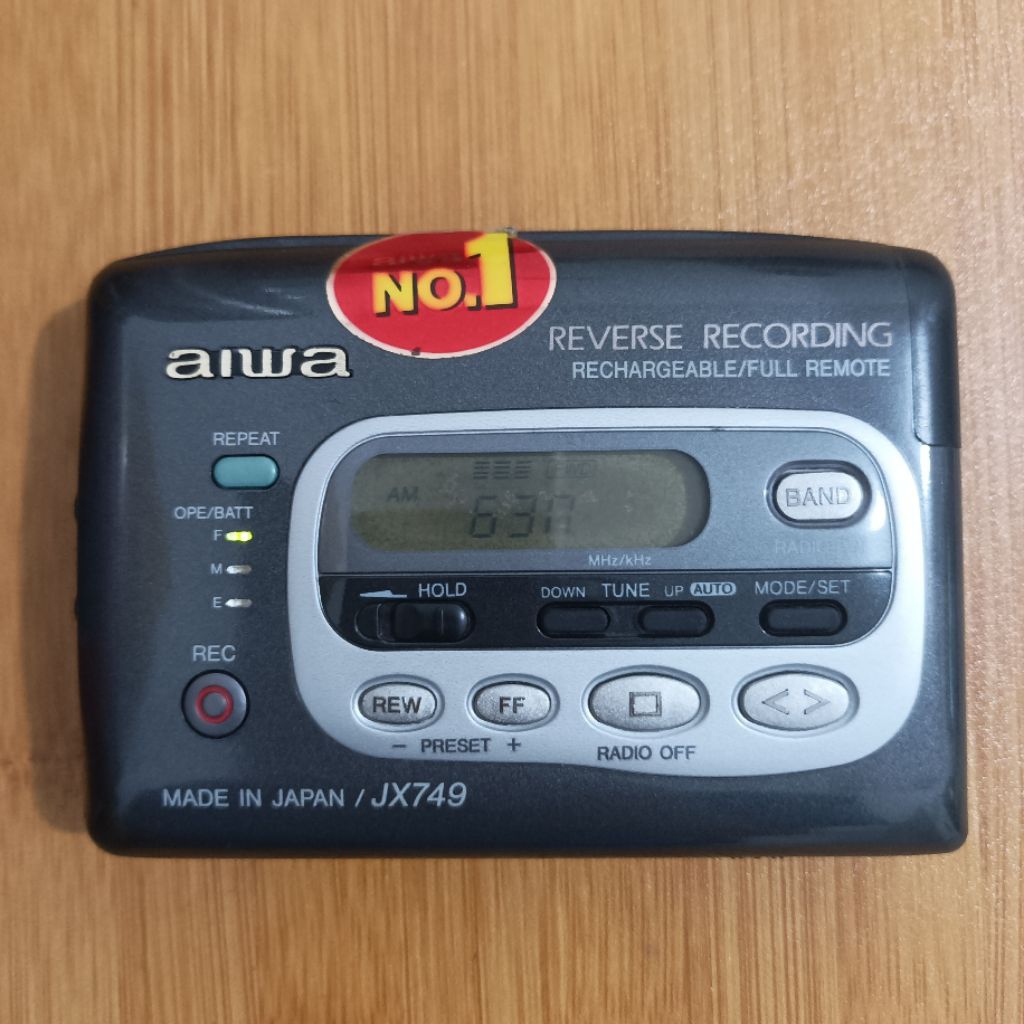 NO.1
aiwa
REVERSE RECORDING
RECHARGEABLE/FULL REMOTE
REPEAT
OPE/BATT
F
M
E
AM
BAND
MHz/kHz
HOLD
DOWN TUNE UP AUTO
MODE/SET
REC
REW
FF
- PRESET +
RADIO OFF
< >
MADE IN JAPAN / JX749